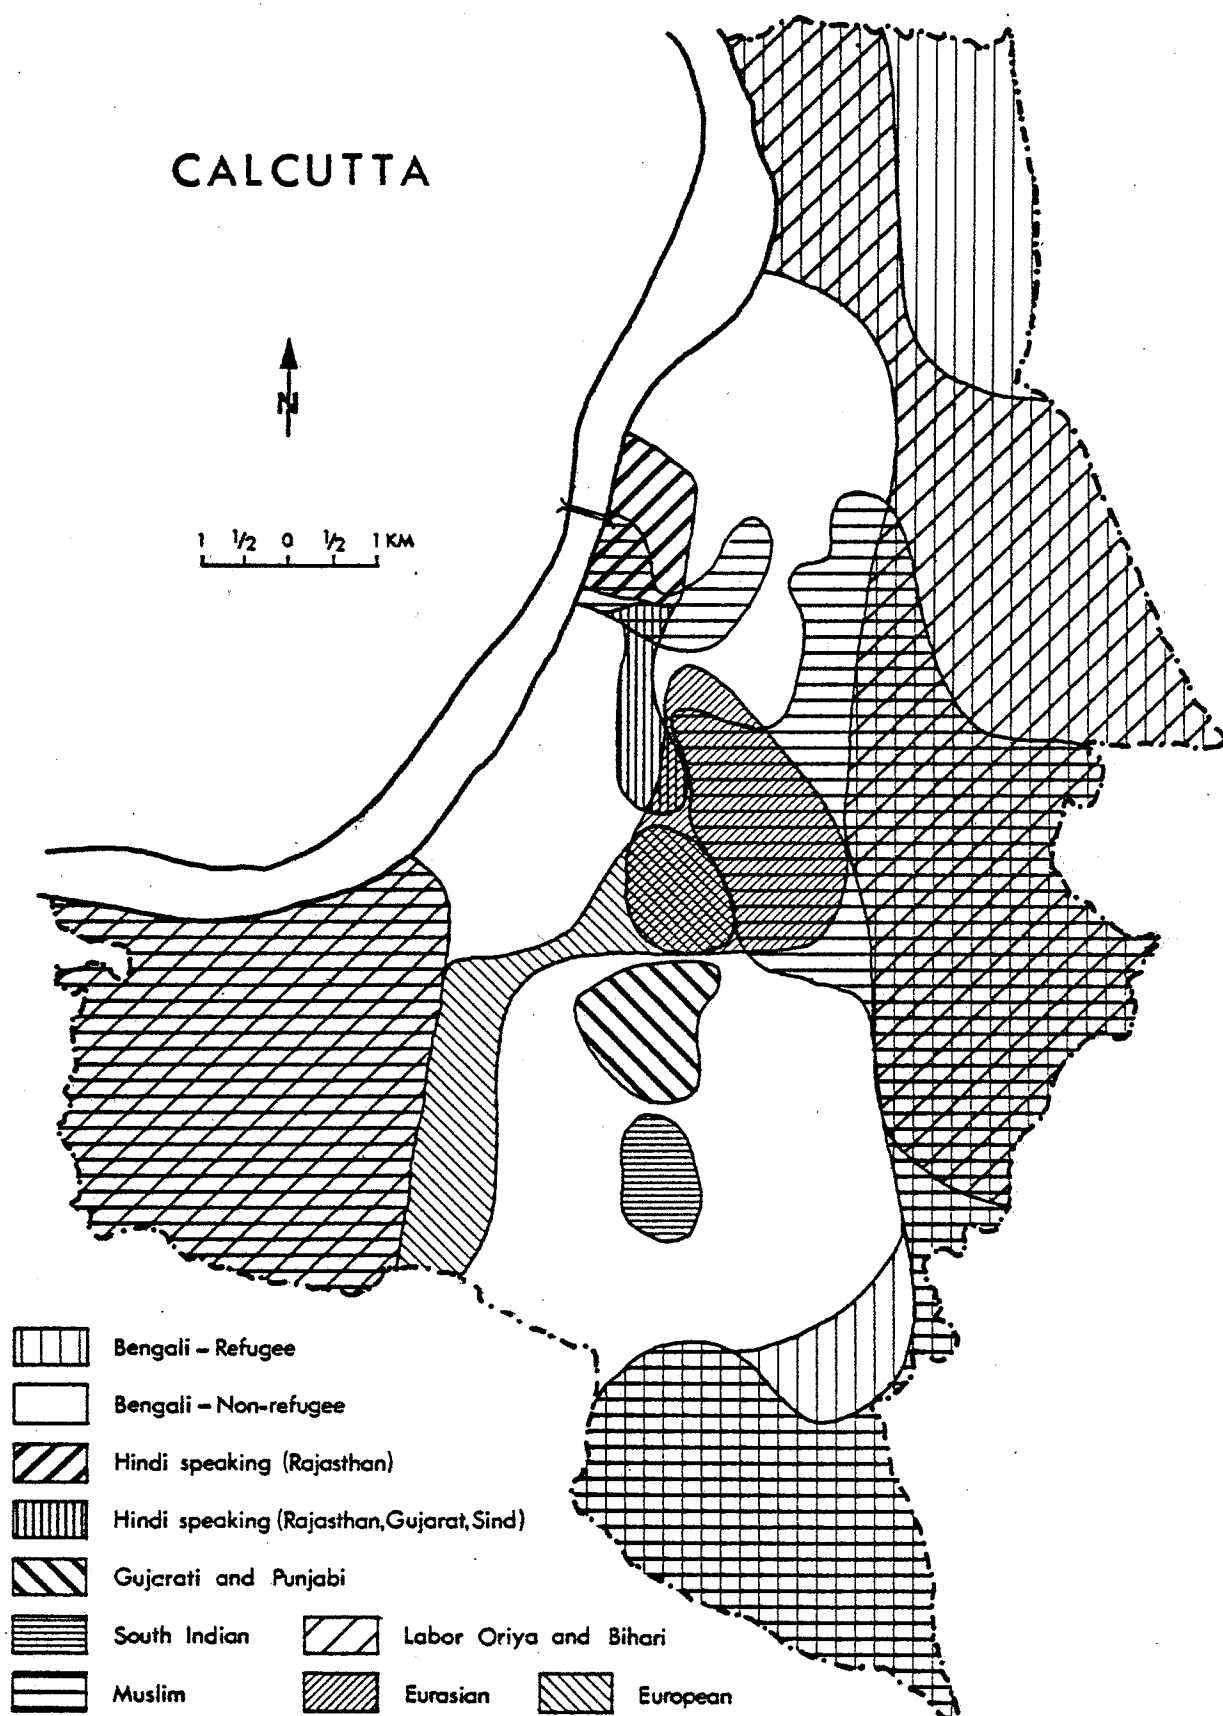 CALCUTTA
N
1 1/2 0 1/2 1 KM
Bengali – Refugee
Bengali – Non-refugee
Hindi speaking (Rajasthan)
Hindi speaking (Rajasthan, Gujarat, Sind)
Gujarati and Punjabi
South Indian
Labor Oriya and Bihari
Muslim
Eurasian
European